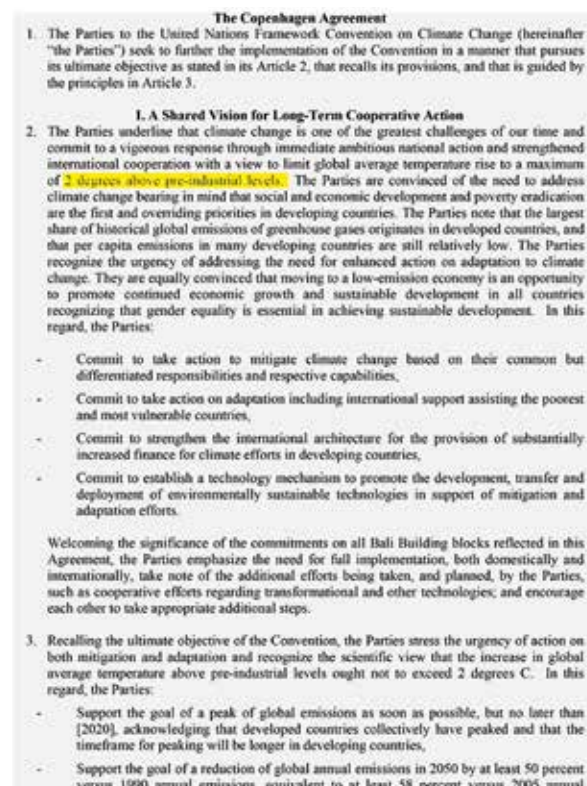 The Copenhagen Agreement
1. The Parties to the United Nations Framework Convention on Climate Change (hereinafter
"the Parties") seek to further the implementation of the Convention in a manner that pursues
its ultimate objective as stated in its Article 2, that recalls its provisions, and that is guided by
the principles in Article 3.
I. A Shared Vision for Long-Term Cooperative Action
2. The Parties underline that climate change is one of the greatest challenges of our time and
commit to a vigorous response through immediate ambitious national action and strengthened
international cooperation with a view to limit global average temperature rise to a maximum
of 2 degrees above pre-industrial levels. The Parties are convinced of the need to address
climate change bearing in mind that social and economic development and poverty eradication
are the first and overriding priorities in developing countries. The Parties note that the largest
share of historical global emissions of greenhouse gases originates in developed countries, and
that per capita emissions in many developing countries are still relatively low. The Parties
recognize the urgency of addressing the need for enhanced action on adaptation to climate
change. They are equally convinced that moving to a low-emission economy is an opportunity
to promote continued economic growth and sustainable development in all countries
recognizing that gender equality is essential in achieving sustainable development. In this
regard, the Parties:
- Commit to take action to mitigate climate change based on their common but
differentiated responsibilities and respective capabilities,
- Commit to take action on adaptation including international support assisting the poorest
and most vulnerable countries,
- Commit to strengthen the international architecture for the provision of substantially
increased finance for climate efforts in developing countries,
- Commit to establish a technology mechanism to promote the development, transfer and
deployment of environmentally sustainable technologies in support of mitigation and
adaptation efforts.
Welcoming the significance of the commitments on all Bali Building blocks reflected in this
Agreement, the Parties emphasize the need for full implementation, both domestically and
internationally, take note of the additional efforts being taken, and planned, by the Parties,
such as cooperative efforts regarding transformational and other technologies; and encourage
each other to take appropriate additional steps.
3. Recalling the ultimate objective of the Convention, the Parties stress the urgency of action on
both mitigation and adaptation and recognize the scientific view that the increase in global
average temperature above pre-industrial levels ought not to exceed 2 degrees C. In this
regard, the Parties:
- Support the goal of a peak of global emissions as soon as possible, but no later than
[2020], acknowledging that developed countries collectively have peaked and that the
timeframe for peaking will be longer in developing countries,
- Support the goal of a reduction of global annual emissions in 2050 by at least 50 percent
versus 1990 annual emissions, equivalent to at least 58 percent versus 2005 annual